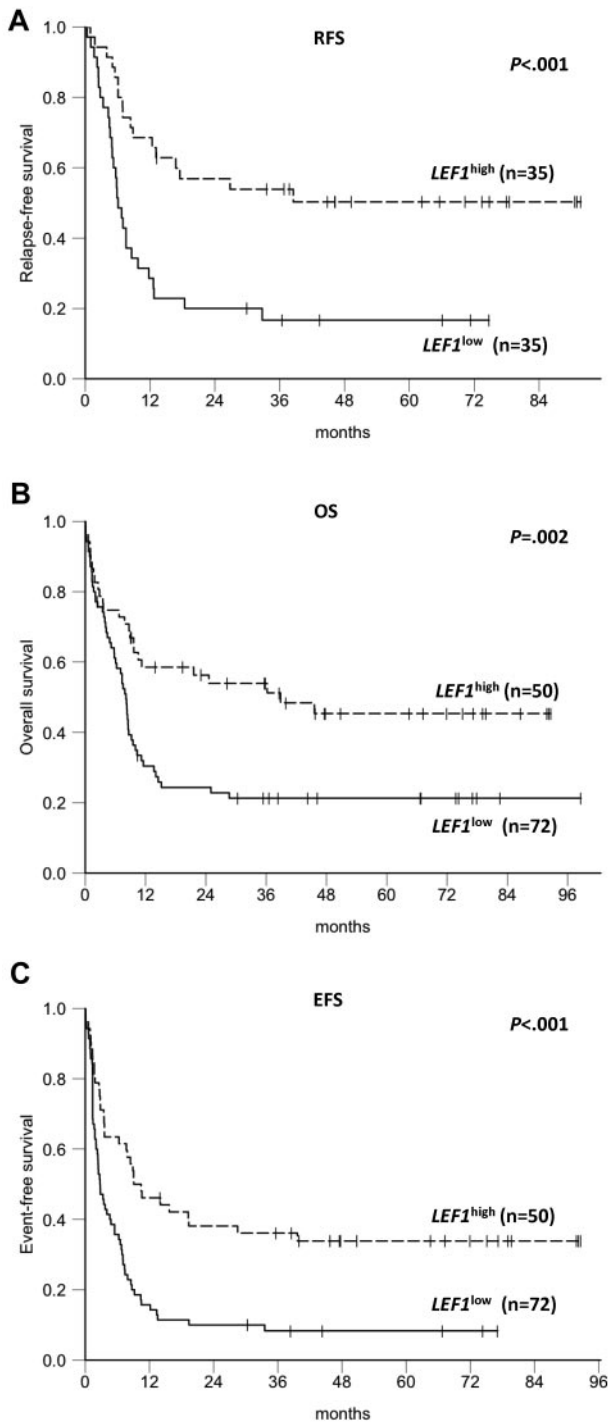 A
RFS
P<.001
1.0
0.8
0.6
0.4
0.2
0.0
Relapse-free survival
LEF1high (n=35)
LEF1low (n=35)
0 12 24 36 48 60 72 84
months
B
OS
P=.002
1.0
0.8
0.6
0.4
0.2
0.0
Overall survival
LEF1high (n=50)
LEF1low (n=72)
0 12 24 36 48 60 72 84 96
months
C
EFS
P<.001
1.0
0.8
0.6
0.4
0.2
0.0
Event-free survival
LEF1high (n=50)
LEF1low (n=72)
0 12 24 36 48 60 72 84 96
months